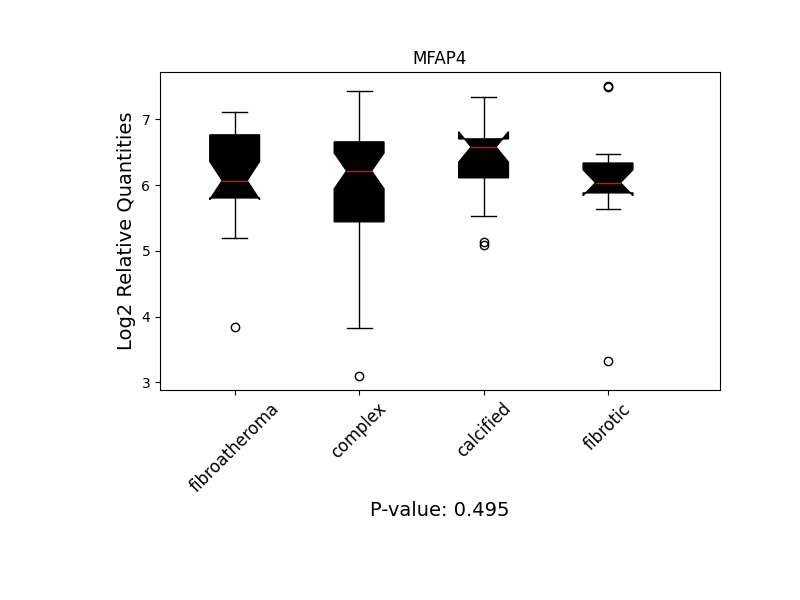 MFAP4
Log2 Relative Quantities
7
6
5
4
3
fibroatheroma
complex
calcified
fibrotic
P-value: 0.495